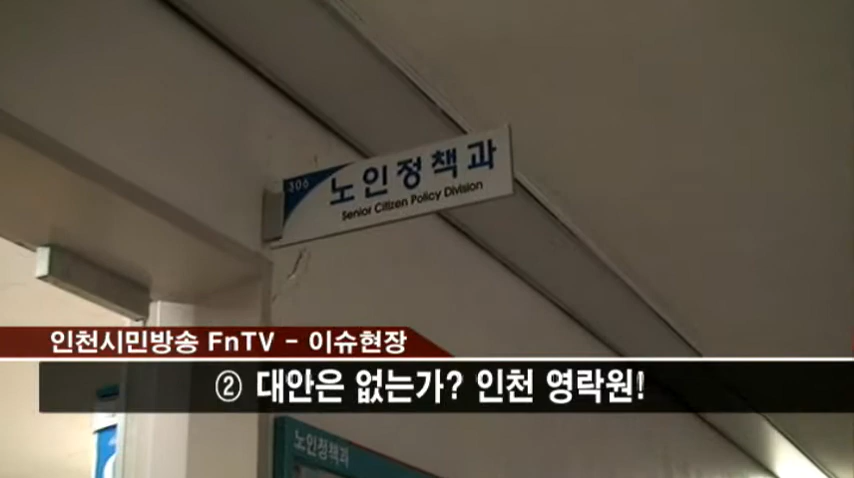 306
노인정책과
Senior Citizen Policy Division
인천시민방송 FnTV - 이슈현장
② 대안은 없는가? 인천 영락원!
노인정책과